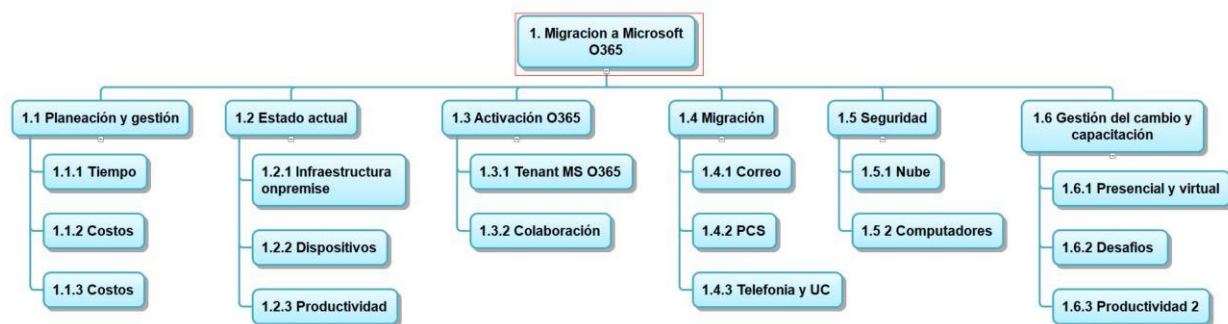 1. Migracion a Microsoft
O365
1.1 Planeación y gestión
1.2 Estado actual
1.3 Activación O365
1.4 Migración
1.5 Seguridad
1.6 Gestión del cambio y
capacitación
1.1.1 Tiempo
1.1.2 Costos
1.1.3 Costos
1.2.1 Infraestructura
onpremise
1.2.2 Dispositivos
1.2.3 Productividad
1.3.1 Tenant MS O365
1.3.2 Colaboración
1.4.1 Correo
1.4.2 PCS
1.4.3 Telefonia y UC
1.5.1 Nube
1.5 2 Computadores
1.6.1 Presencial y virtual
1.6.2 Desafios
1.6.3 Productividad 2